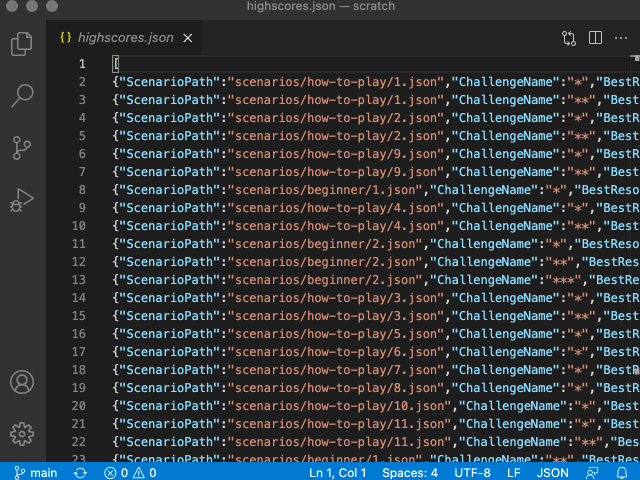 highscores.json — scratch
{} highscores.json ×
1 [
2 {"ScenarioPath":"scenarios/how-to-play/1.json","ChallengeName":"*","BestR
3 {"ScenarioPath":"scenarios/how-to-play/1.json","ChallengeName":"**","Bes
4 {"ScenarioPath":"scenarios/how-to-play/2.json","ChallengeName":"*","BestR
5 {"ScenarioPath":"scenarios/how-to-play/2.json","ChallengeName":"**","Bes
6 {"ScenarioPath":"scenarios/how-to-play/9.json","ChallengeName":"*","BestR
7 {"ScenarioPath":"scenarios/how-to-play/9.json","ChallengeName":"**","Bes
8 {"ScenarioPath":"scenarios/beginner/1.json","ChallengeName":"*","BestReso
9 {"ScenarioPath":"scenarios/how-to-play/4.json","ChallengeName":"*","BestR
10 {"ScenarioPath":"scenarios/how-to-play/4.json","ChallengeName":"**","Bes
11 {"ScenarioPath":"scenarios/beginner/2.json","ChallengeName":"*","BestReso
12 {"ScenarioPath":"scenarios/beginner/2.json","ChallengeName":"**","BestRes
13 {"ScenarioPath":"scenarios/beginner/2.json","ChallengeName":"***","BestRe
14 {"ScenarioPath":"scenarios/how-to-play/3.json","ChallengeName":"*","BestR
15 {"ScenarioPath":"scenarios/how-to-play/3.json","ChallengeName":"**","Bes
16 {"ScenarioPath":"scenarios/how-to-play/5.json","ChallengeName":"*","BestR
17 {"ScenarioPath":"scenarios/how-to-play/6.json","ChallengeName":"*","BestR
18 {"ScenarioPath":"scenarios/how-to-play/7.json","ChallengeName":"*","BestR
19 {"ScenarioPath":"scenarios/how-to-play/8.json","ChallengeName":"*","BestR
20 {"ScenarioPath":"scenarios/how-to-play/10.json","ChallengeName":"*","Best
21 {"ScenarioPath":"scenarios/how-to-play/11.json","ChallengeName":"*","Best
22 {"ScenarioPath":"scenarios/how-to-play/11.json","ChallengeName":"**","Bes
23 {"ScenarioPath":"scenarios/beginner/1.json","ChallengeName":"**","BestRes
main 0 0 Ln 1, Col 1 Spaces: 4 UTF-8 LF JSON